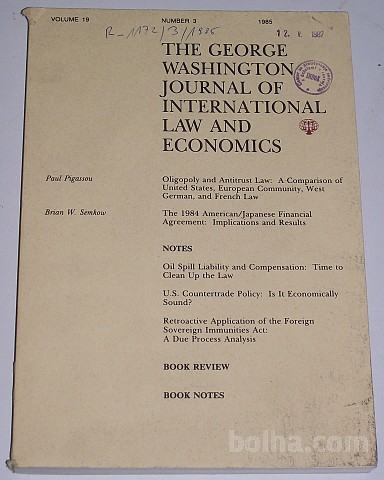 VOLUME 19 NUMBER 3 1985
R-1172/3/1985
12. V. 1987
THE GEORGE
WASHINGTON
JOURNAL OF
INTERNATIONAL
LAW AND
ECONOMICS
Paul Pigassou
Oligopoly and Antitrust Law: A Comparison of
United States, European Community, West
German, and French Law
Brian W. Semkow
The 1984 American/Japanese Financial
Agreement: Implications and Results
NOTES
Oil Spill Liability and Compensation: Time to
Clean Up the Law
U.S. Countertrade Policy: Is It Economically
Sound?
Retroactive Application of the Foreign
Sovereign Immunities Act:
A Due Process Analysis
BOOK REVIEW
BOOK NOTES
bolha.com